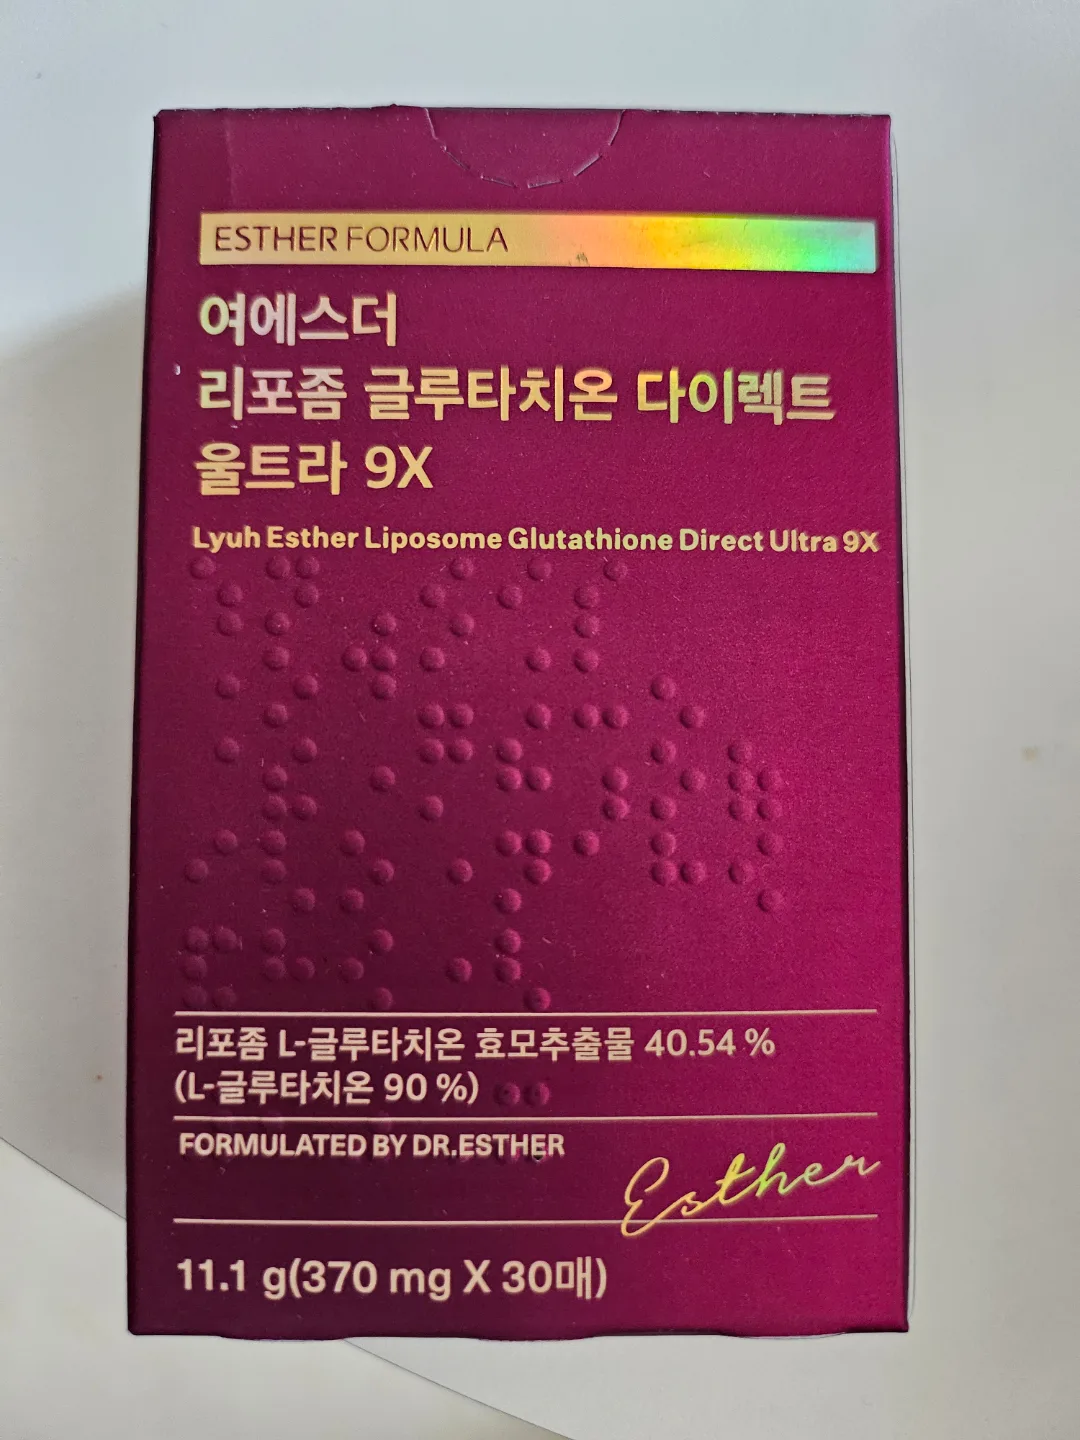 ESTHER FORMULA
여에스더
리포좀 글루타치온 다이렉트
울트라 9X
Lyuh Esther Liposome Glutathione Direct Ultra 9X
리포좀 L-글루타치온 효모추출물 40.54 %
(L-글루타치온 90 %)
FORMULATED BY DR.ESTHER
Esther
11.1 g(370 mg X 30매)